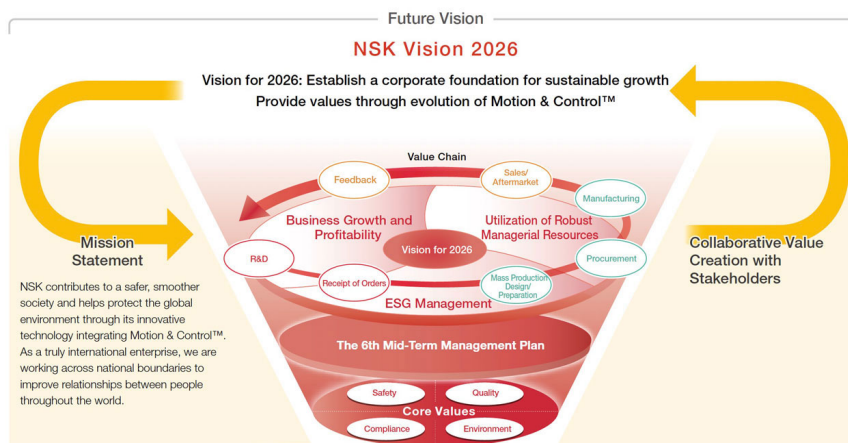 Future Vision
NSK Vision 2026
Vision for 2026: Establish a corporate foundation for sustainable growth
Provide values through evolution of Motion & Control™
Value Chain
Feedback
Sales/
Aftermarket
Manufacturing
Business Growth and
Profitability
Utilization of Robust
Managerial Resources
Vision for 2026
R&D
Procurement
Receipt of Orders
Mass Production
Design/
Preparation
ESG Management
Mission
Statement
NSK contributes to a safer, smoother
society and helps protect the global
environment through its innovative
technology integrating Motion & Control™.
As a truly international enterprise, we are
working across national boundaries to
improve relationships between people
throughout the world.
Collaborative Value
Creation with
Stakeholders
The 6th Mid-Term Management Plan
Safety
Quality
Core Values
Compliance
Environment